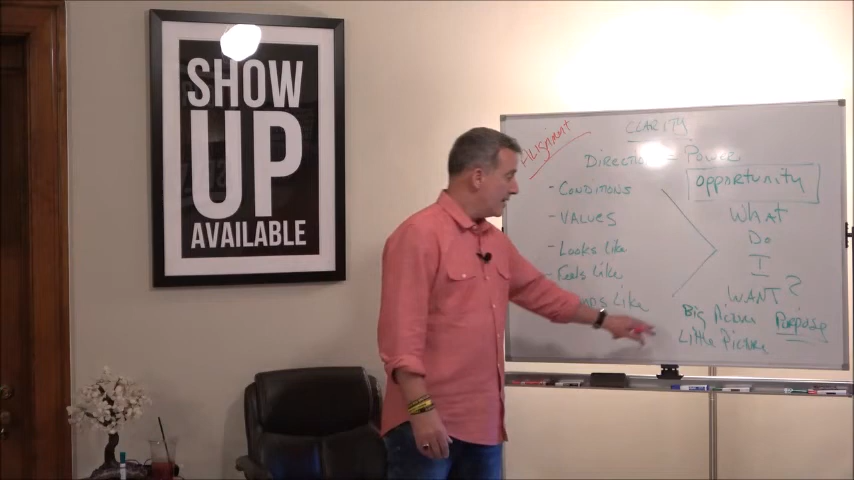 SHOW
UP
AVAILABLE
Alignment
CLARITY
= Power
opportunity
- CONDITIONS
- VALUES
- Looks like
- Feels like
like
What
Do
I
WANT?
Big Picture Purpose
Little Picture